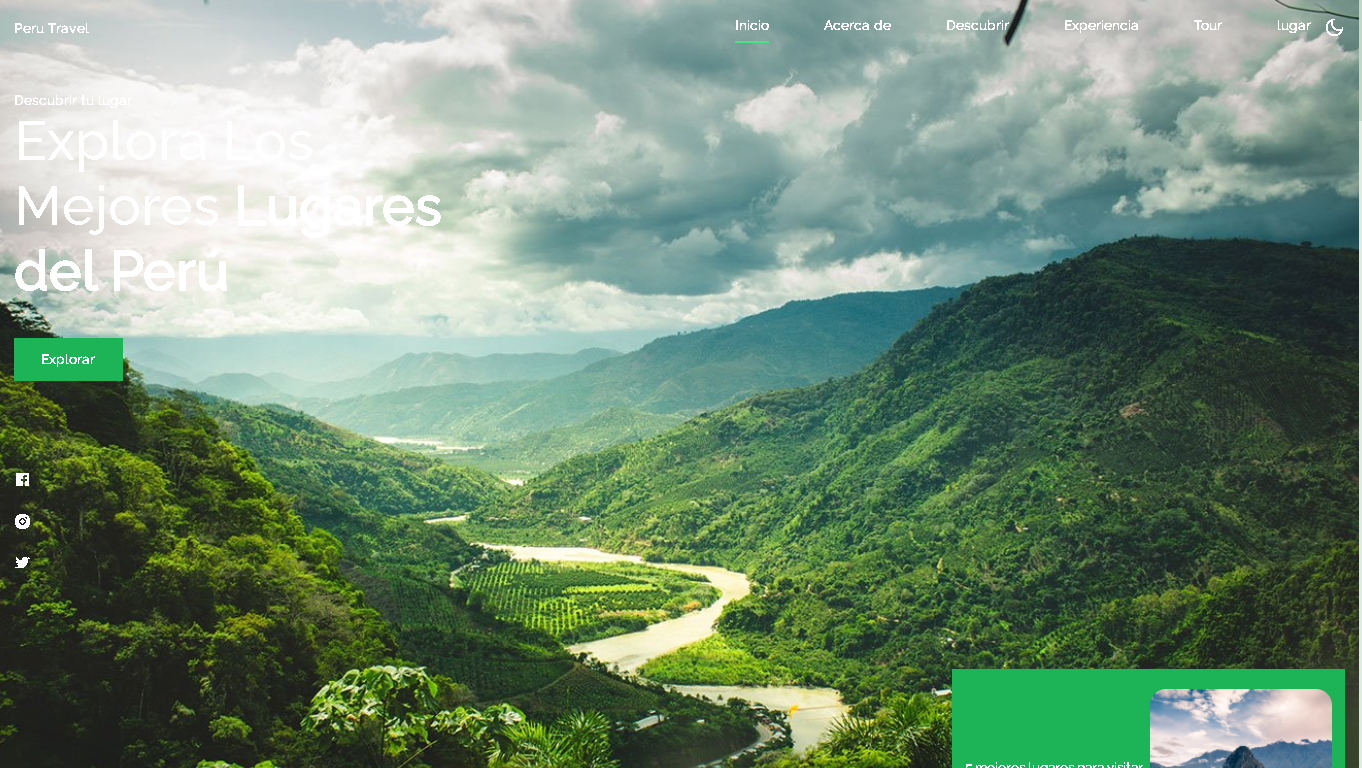 Peru Travel
Inicio
Acerca de
Descubrir
Experiencia
Tour
lugar
Descubrir tu lugar
Explora Los
Mejores Lugares
del Perú
Explorar
5 mejores lugares para visitar